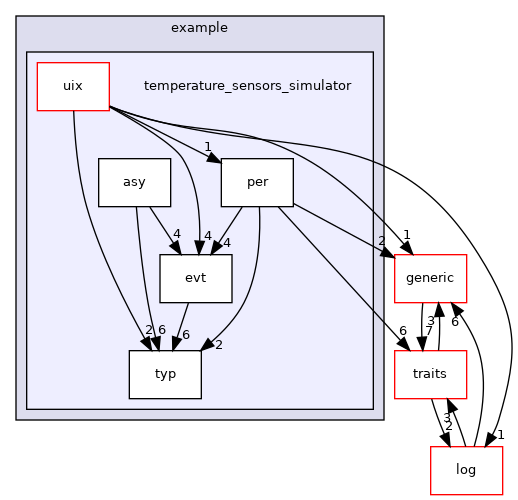 example
uix
temperature_sensors_simulator
1
asy
per
4
4
4
2
1
evt
generic
2
6
6
2
6
3
7
6
typ
traits
3
2
1
log